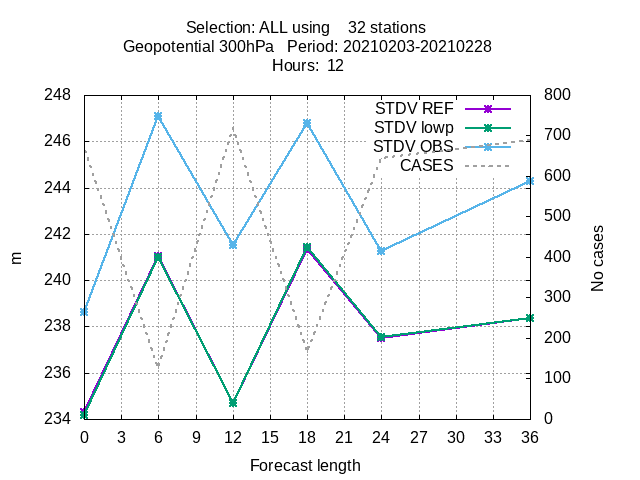 Selection: ALL using    32 stations
Geopotential 300hPa   Period: 20210203-20210228
Hours:  12
248
246
244
242
240
238
236
234
m
STDV REF
STDV lowp
STDV OBS
CASES
800
700
600
500
400
300
200
100
0
No cases
0 3 6 9 12 15 18 21 24 27 30 33 36
Forecast length